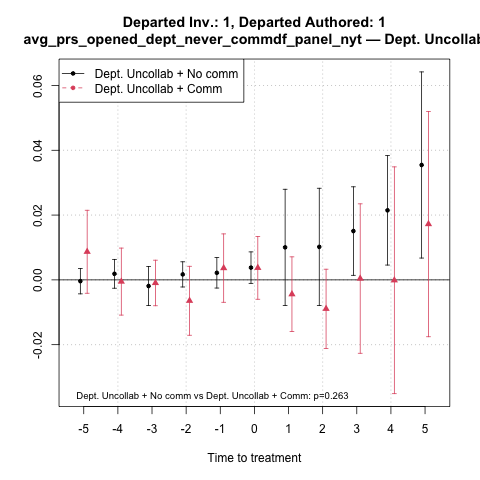 Departed Inv.: 1, Departed Authored: 1
avg_prs_opened_dept_never_commdf_panel_nyt — Dept. Uncollab
Dept. Uncollab + No comm
Dept. Uncollab + Comm
0.06
0.04
0.02
0.00
-0.02
Dept. Uncollab + No comm vs Dept. Uncollab + Comm: p=0.263
-5 -4 -3 -2 -1 0 1 2 3 4 5
Time to treatment